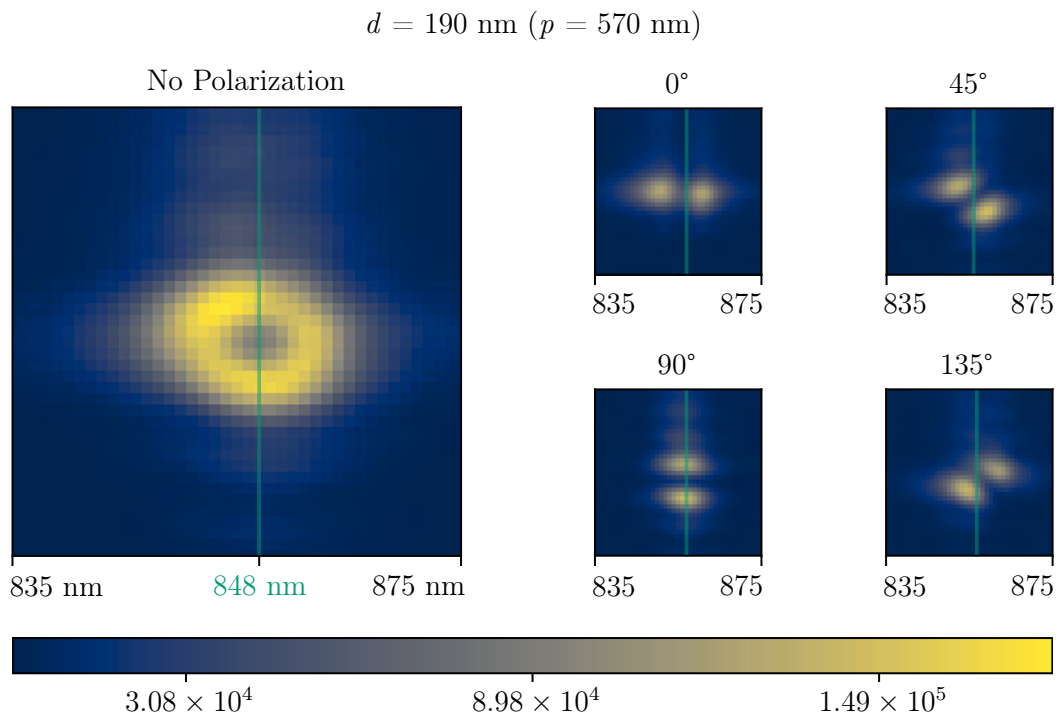 d = 190 nm (p = 570 nm)
No Polarization
0°
45°
835 875
835 875
90°
135°
835 nm 848 nm 875 nm
835 875
835 875
3.08 × 10⁴ 8.98 × 10⁴ 1.49 × 10⁵